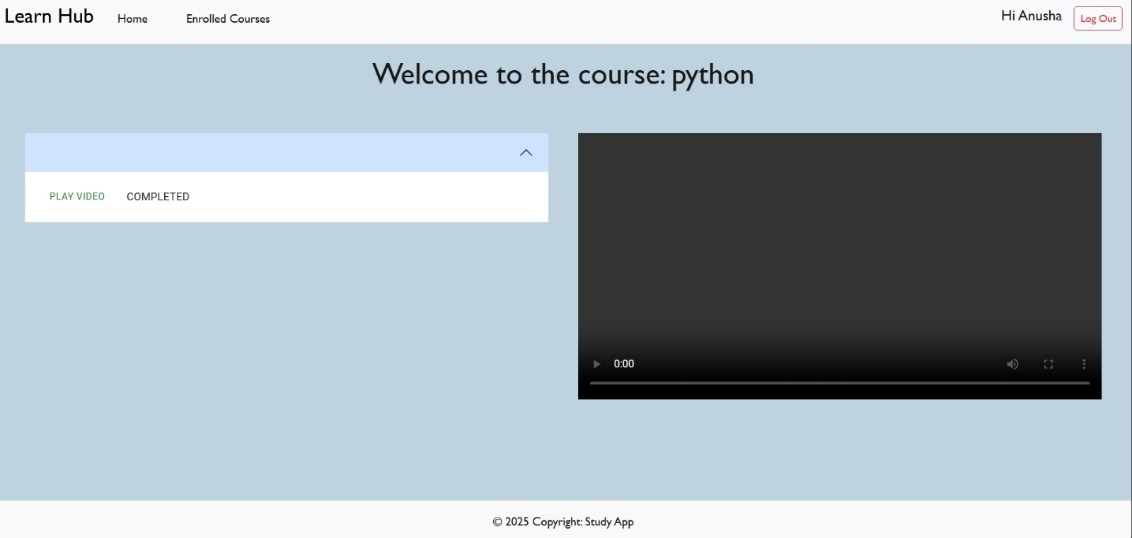 Learn Hub Home Enrolled Courses Hi Anusha Log Out
Welcome to the course: python
PLAY VIDEO COMPLETED
0:00
© 2025 Copyright: Study App